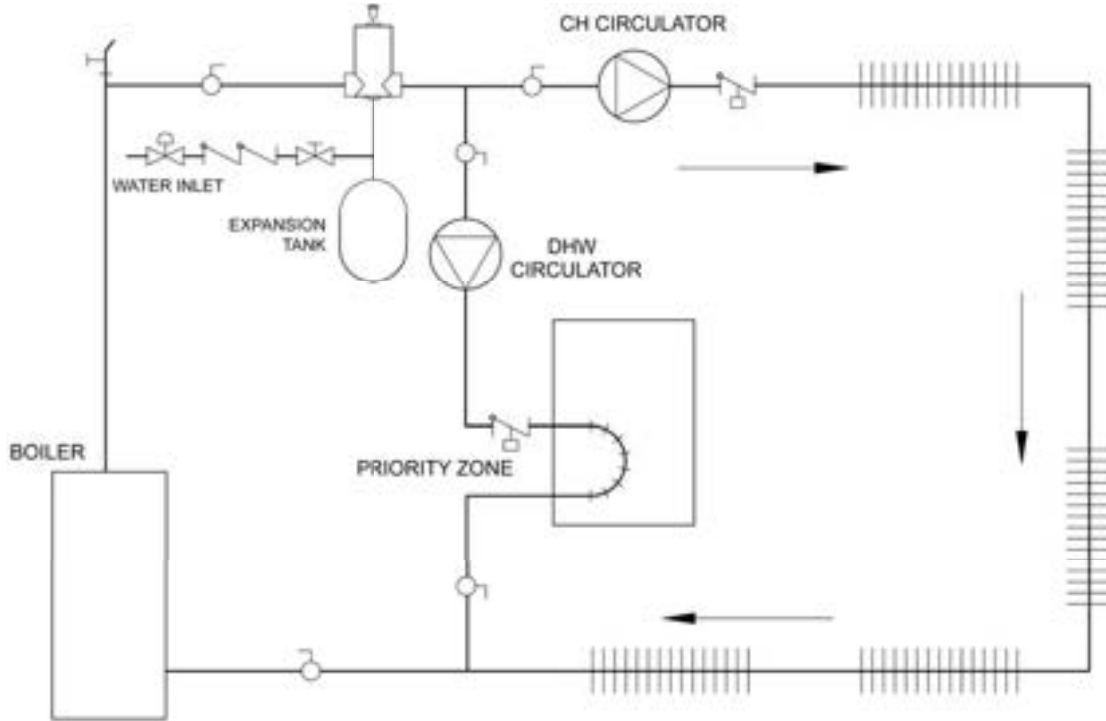 CH CIRCULATOR
WATER INLET
EXPANSION
TANK
DHW
CIRCULATOR
BOILER
PRIORITY ZONE